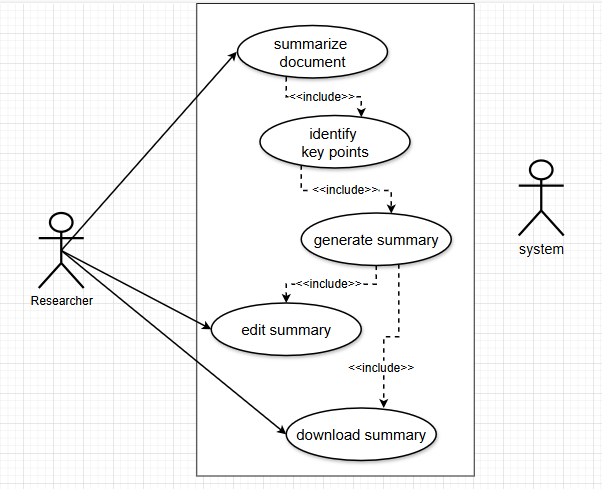 summarize
document
<<include>>
identify
key points
<<include>>
generate summary
system
<<include>>
Researcher
edit summary
<<include>>
download summary